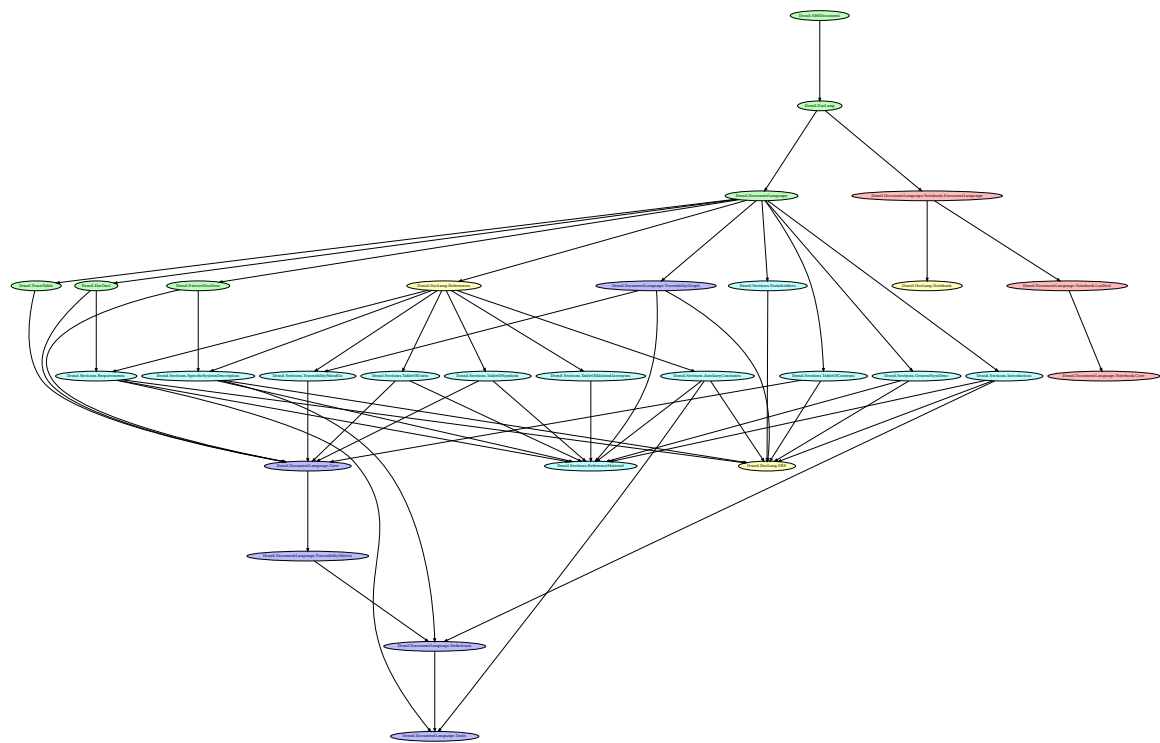 Drasil.SRSDocument
Drasil.DocLang
Drasil.DocumentLanguage
Drasil.DocumentLanguage.Notebook.DocumentLanguage
Drasil.TraceTable
Drasil.DocDecl
Drasil.ExtractDocDesc
Drasil.DocLang.References
Drasil.DocumentLanguage.TraceabilityGraph
Drasil.Sections.Stakeholders
Drasil.DocLang.Notebook
Drasil.DocumentLanguage.Notebook.LsnDecl
Drasil.Sections.Requirements
Drasil.Sections.SpecificSystemDescription
Drasil.Sections.TraceabilityMandGs
Drasil.Sections.TableOfUnits
Drasil.Sections.TableOfSymbols
Drasil.Sections.TableOfAbbAndAcronyms
Drasil.Sections.AuxiliaryConstants
Drasil.Sections.TableOfContents
Drasil.Sections.GeneralSystDesc
Drasil.Sections.Introduction
Drasil.DocumentLanguage.Notebook.Core
Drasil.DocumentLanguage.Core
Drasil.Sections.ReferenceMaterial
Drasil.DocLang.SRS
Drasil.DocumentLanguage.TraceabilityMatrix
Drasil.DocumentLanguage.Definitions
Drasil.DocumentLanguage.Units